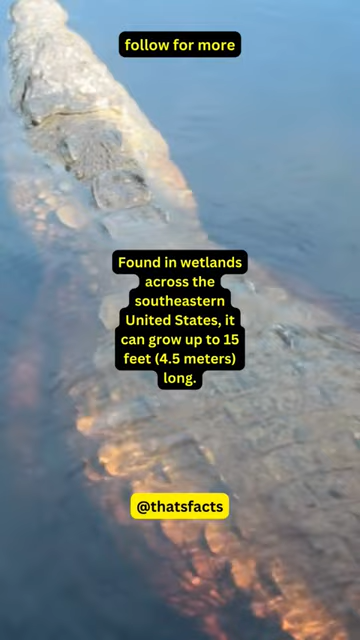 follow for more
Found in wetlands
across the
southeastern
United States, it
can grow up to 15
feet (4.5 meters)
long.
@thatsfacts